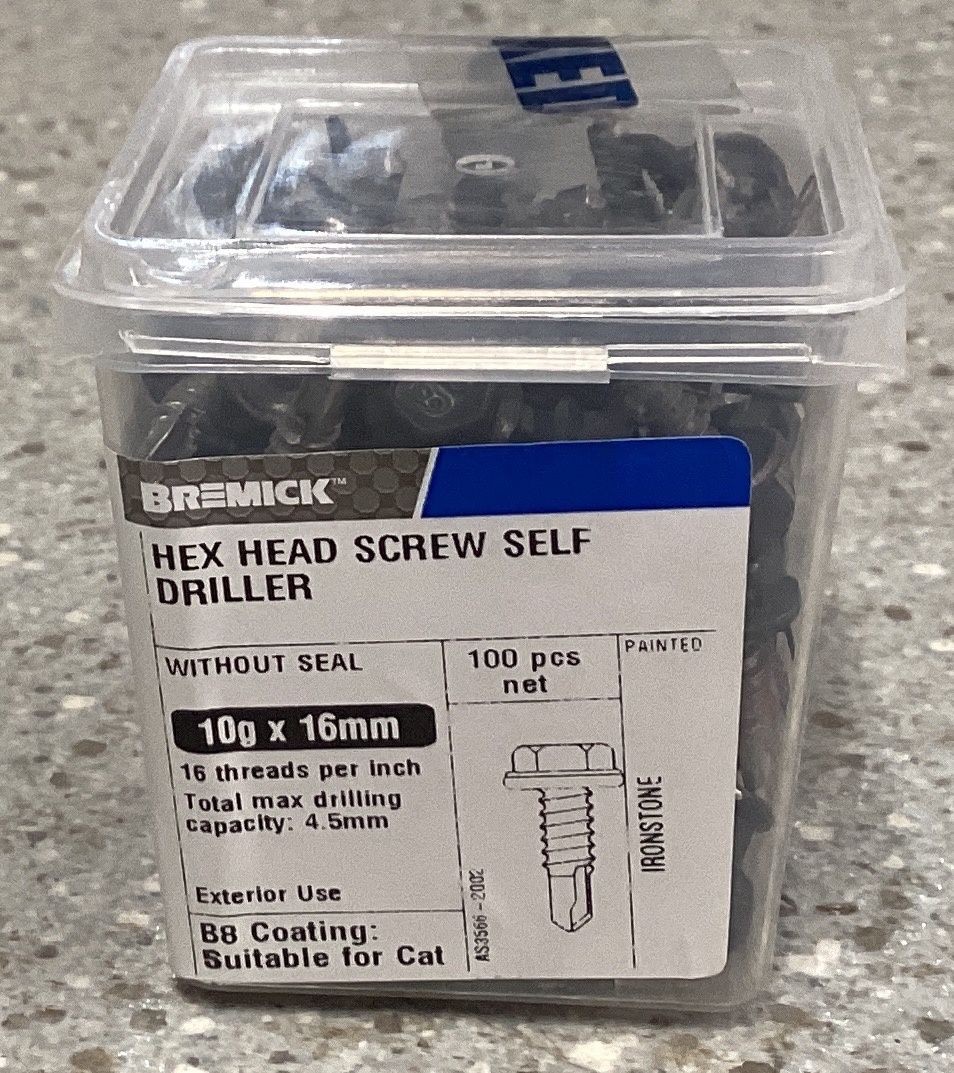 BREMICK™
HEX HEAD SCREW SELF
DRILLER
WITHOUT SEAL
100 pcs
net
PAINTED
10g x 16mm
16 threads per inch
Total max drilling
capacity: 4.5mm
Exterior Use
B8 Coating:
Suitable for Cat
AS3566-2002
IRONSTONE